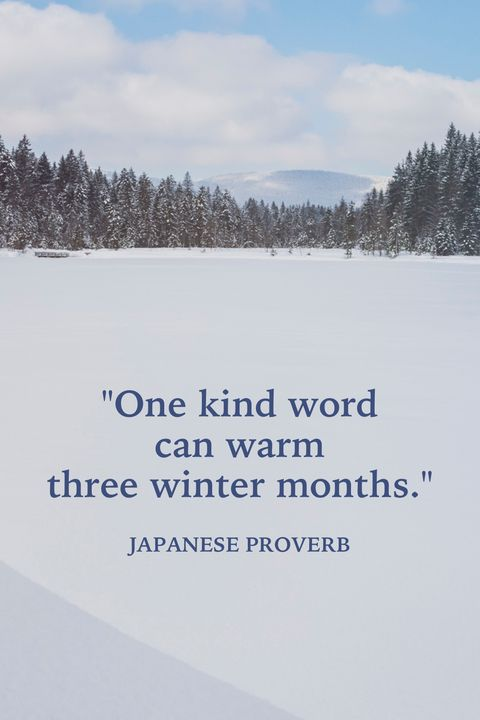 "One kind word
can warm
three winter months."
JAPANESE PROVERB